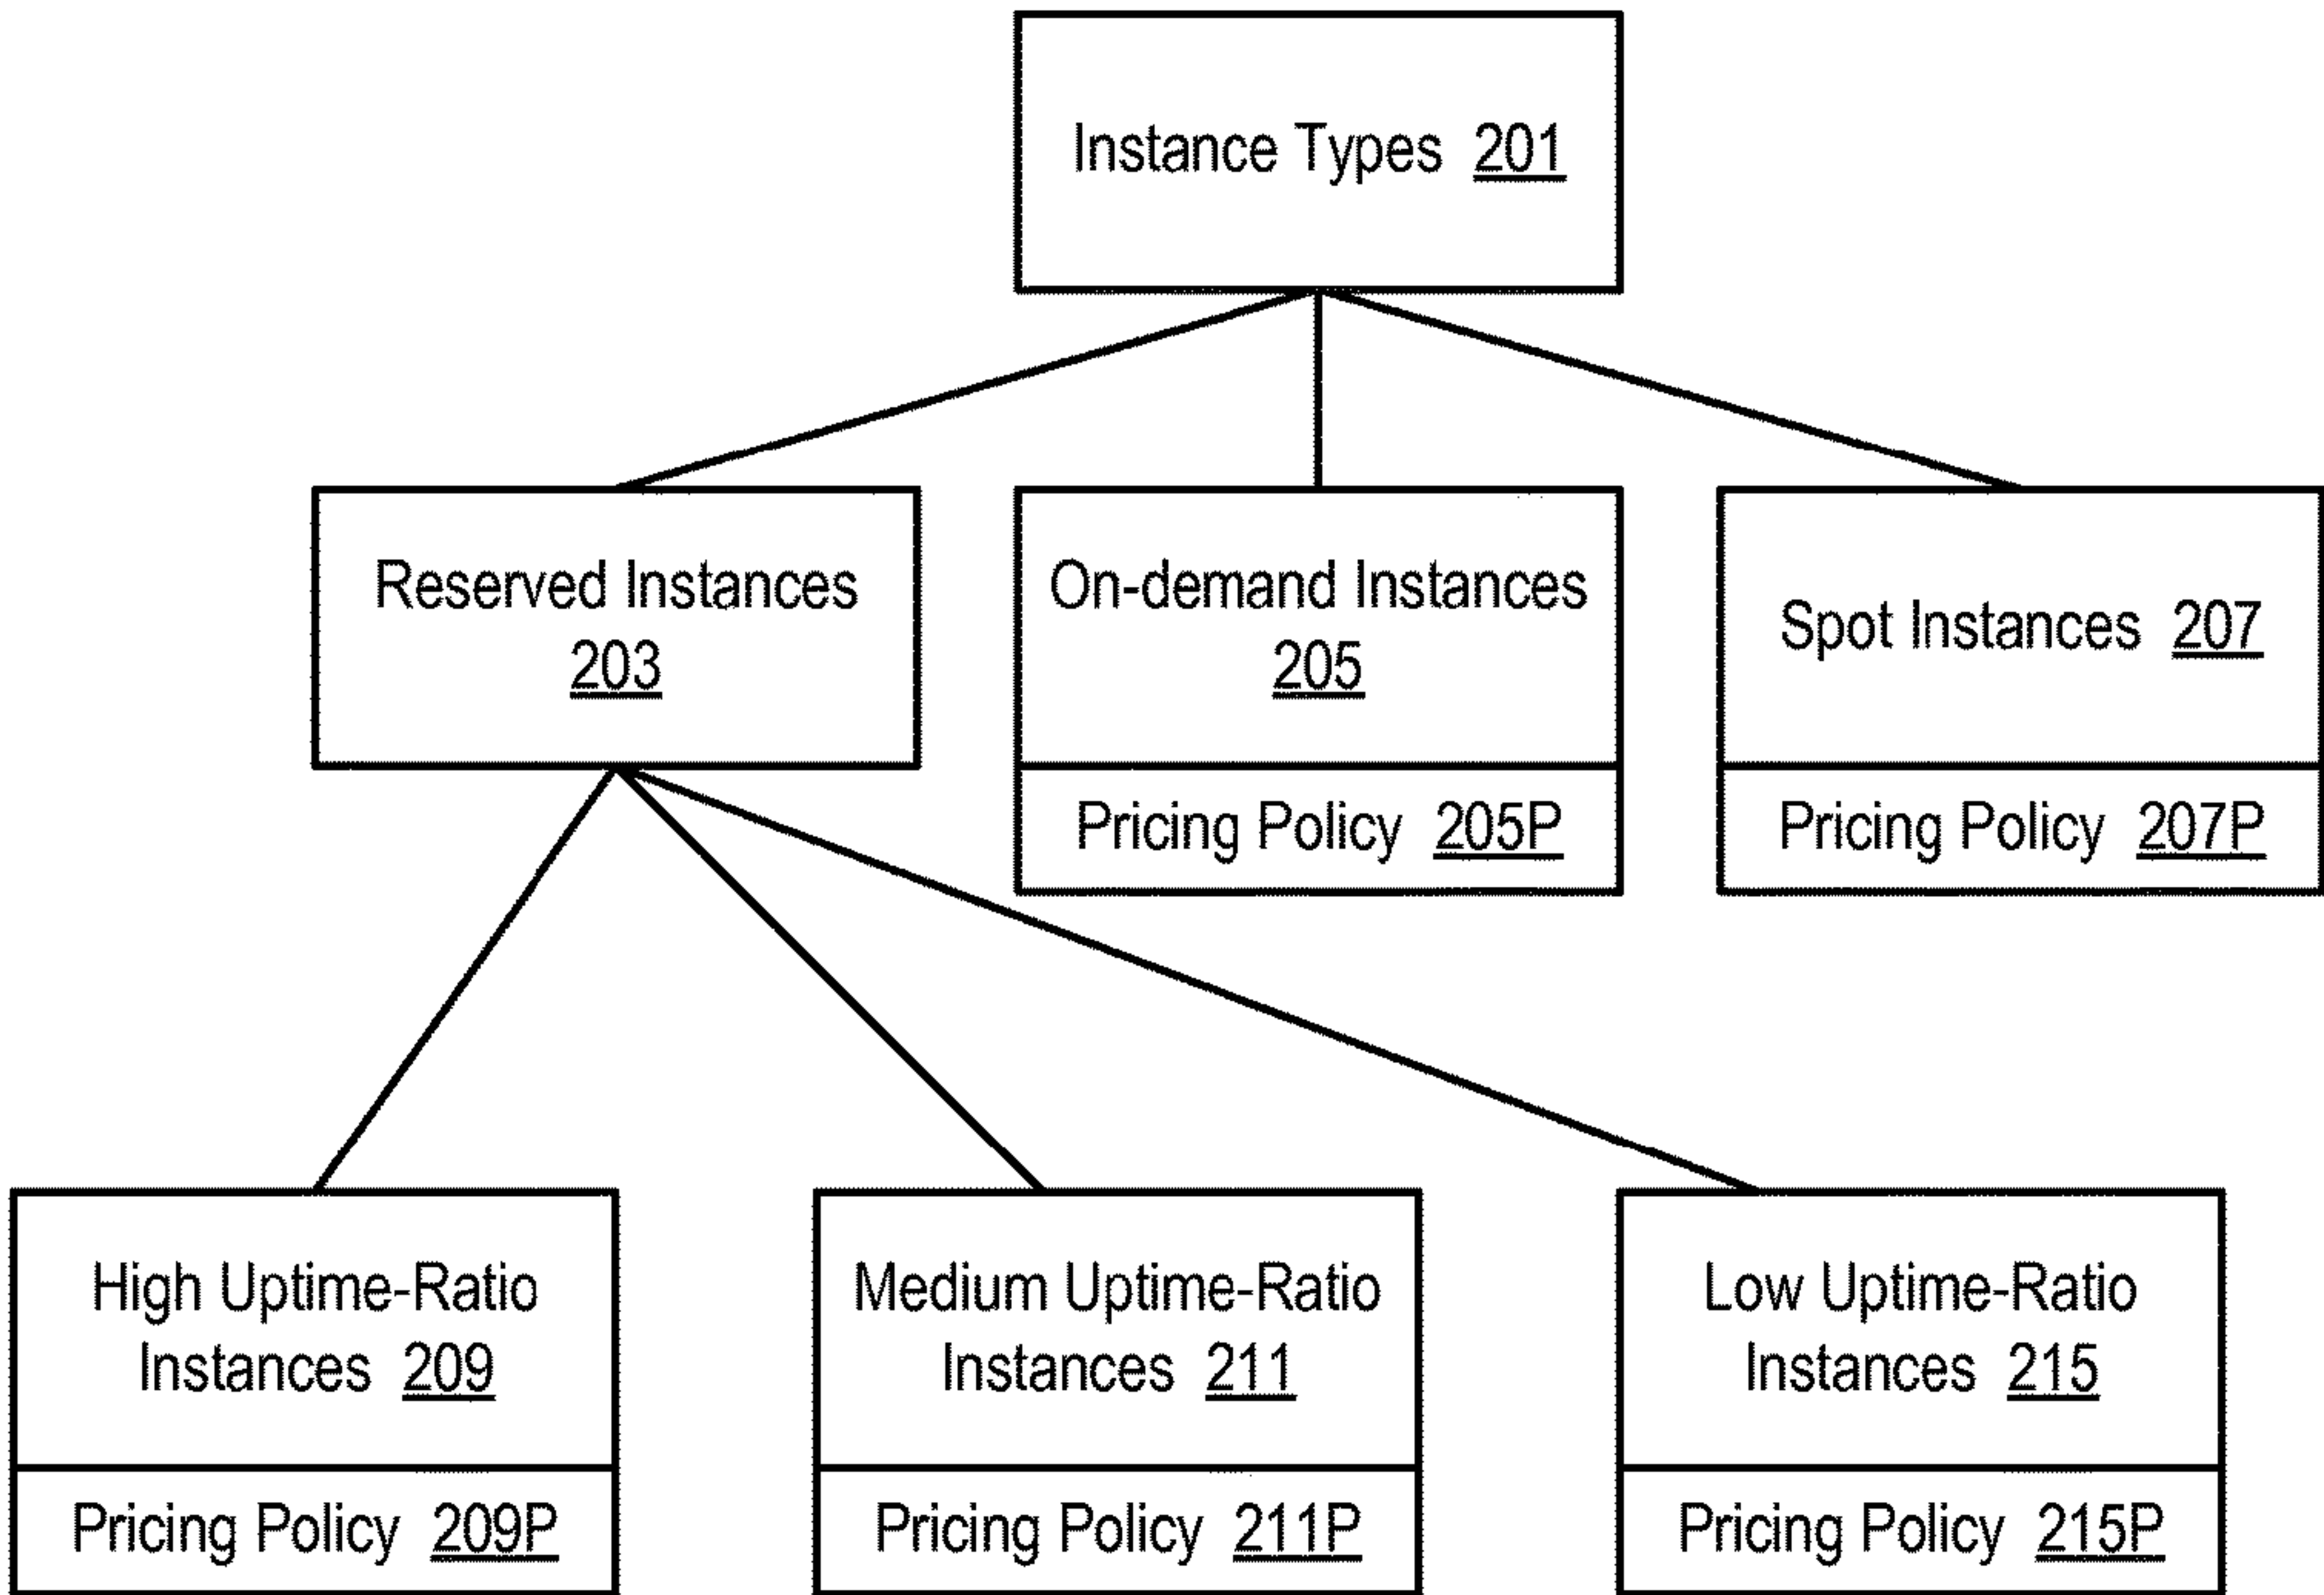 Instance Types 201
Reserved Instances
203
On-demand Instances
205
Pricing Policy 205P
Spot Instances 207
Pricing Policy 207P
High Uptime-Ratio
Instances 209
Pricing Policy 209P
Medium Uptime-Ratio
Instances 211
Pricing Policy 211P
Low Uptime-Ratio
Instances 215
Pricing Policy 215P